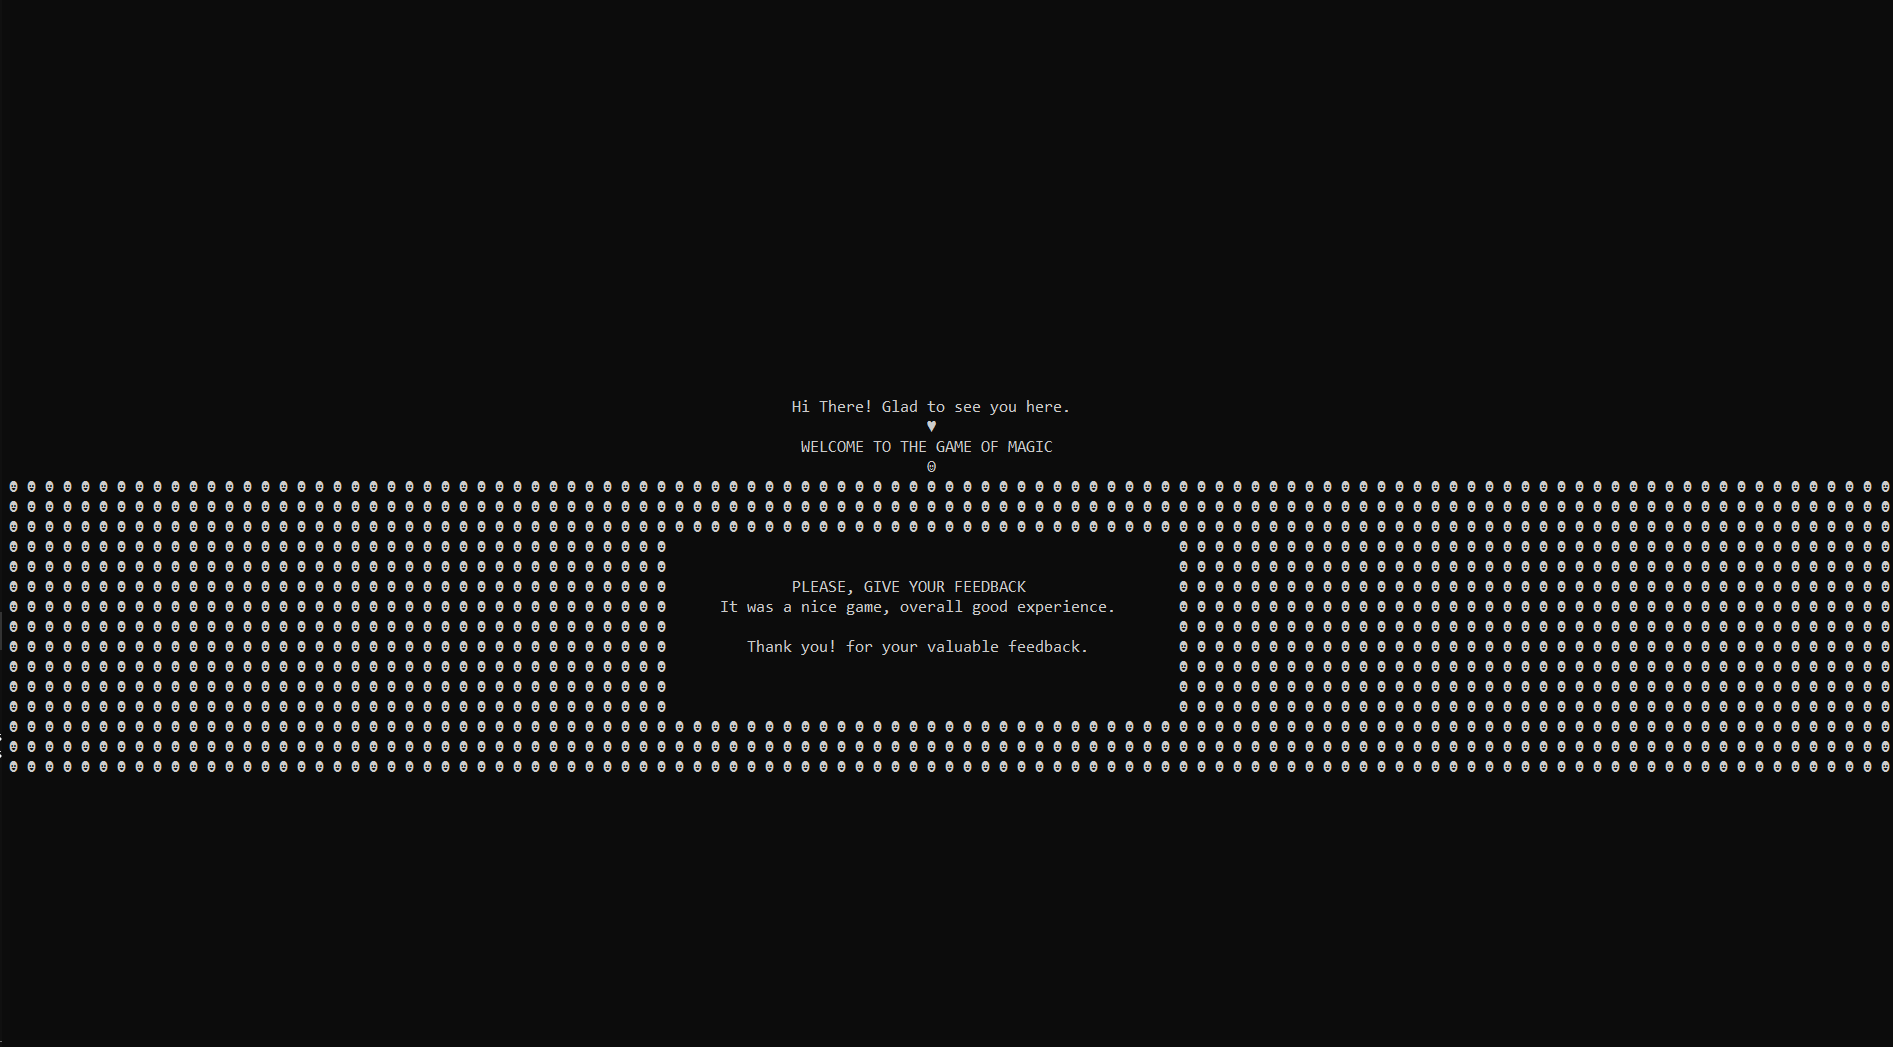 Hi There! Glad to see you here.
♥
WELCOME TO THE GAME OF MAGIC
☺
PLEASE, GIVE YOUR FEEDBACK
It was a nice game, overall good experience.
Thank you! for your valuable feedback.